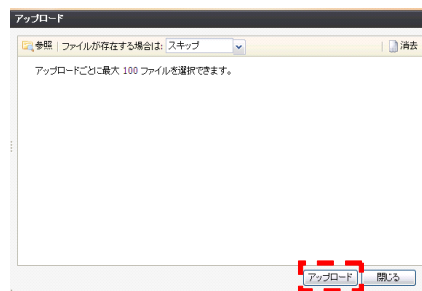 アップロード
参照 ファイルが存在する場合は: スキップ 消去
アップロードごとに最大 100 ファイルを選択できます。
アップロード 閉じる